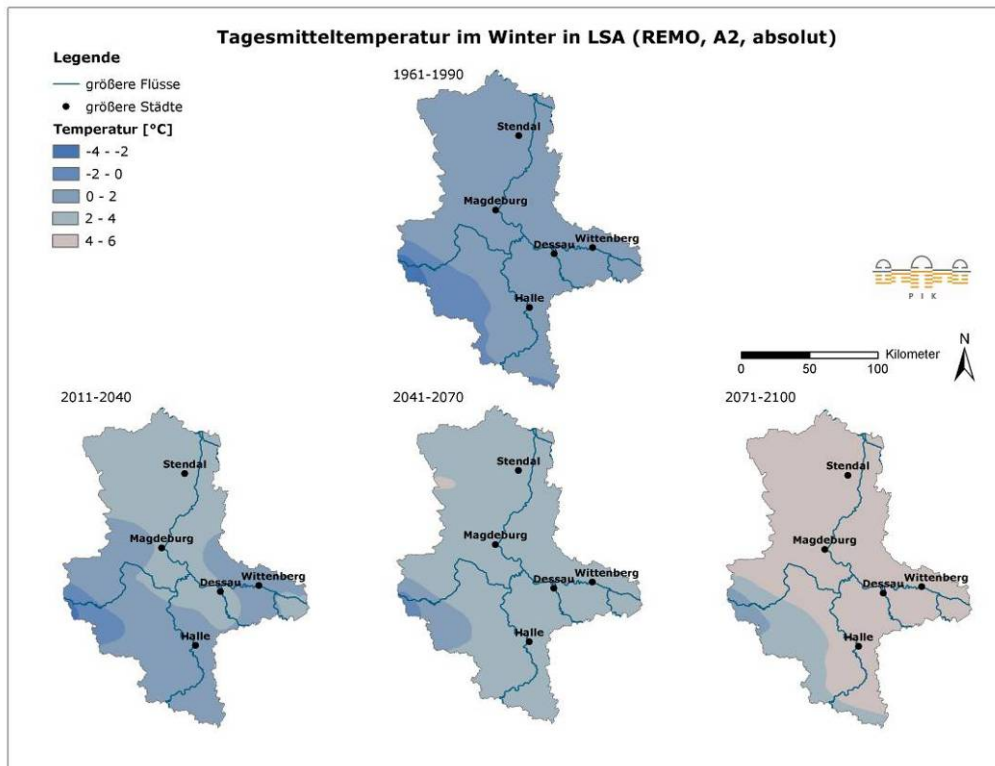 Tagesmitteltemperatur im Winter in LSA (REMO, A2, absolut)
Legende
größere Flüsse
größere Städte
Temperatur [°C]
-4 - -2
-2 - 0
0 - 2
2 - 4
4 - 6
1961-1990
Stendal
Magdeburg
Dessau
Wittenberg
Halle
P I K
N
Kilometer
0 50 100
2011-2040
Stendal
Magdeburg
Dessau
Wittenberg
Halle
2041-2070
Stendal
Magdeburg
Dessau
Wittenberg
Halle
2071-2100
Stendal
Magdeburg
Dessau
Wittenberg
Halle